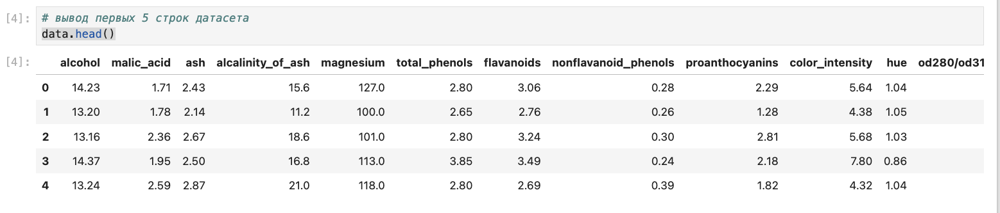 [4]: # вывод первых 5 строк датасета
data.head()
[4]: alcohol malic_acid ash alcalinity_of_ash magnesium total_phenols flavanoids nonflavanoid_phenols proanthocyanins color_intensity hue od280/od31
0 14.23 1.71 2.43 15.6 127.0 2.80 3.06 0.28 2.29 5.64 1.04
1 13.20 1.78 2.14 11.2 100.0 2.65 2.76 0.26 1.28 4.38 1.05
2 13.16 2.36 2.67 18.6 101.0 2.80 3.24 0.30 2.81 5.68 1.03
3 14.37 1.95 2.50 16.8 113.0 3.85 3.49 0.24 2.18 7.80 0.86
4 13.24 2.59 2.87 21.0 118.0 2.80 2.69 0.39 1.82 4.32 1.04